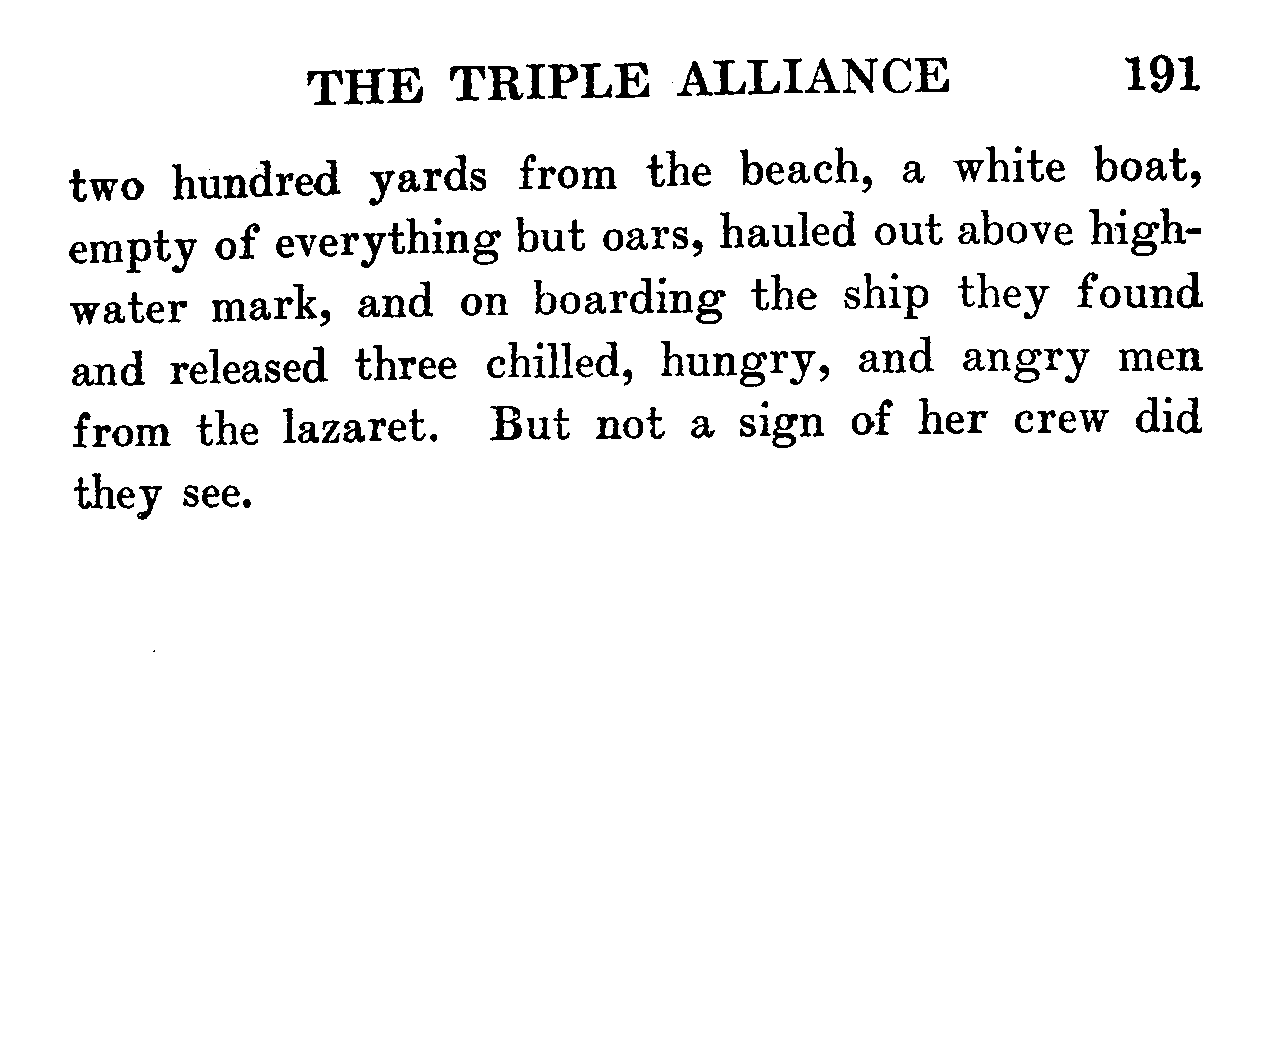 THE TRIPLE ALLIANCE 191
two hundred yards from the beach, a white boat,
empty of everything but oars, hauled out above high-
water mark, and on boarding the ship they found
and released three chilled, hungry, and angry men
from the lazaret. But not a sign of her crew did
they see.